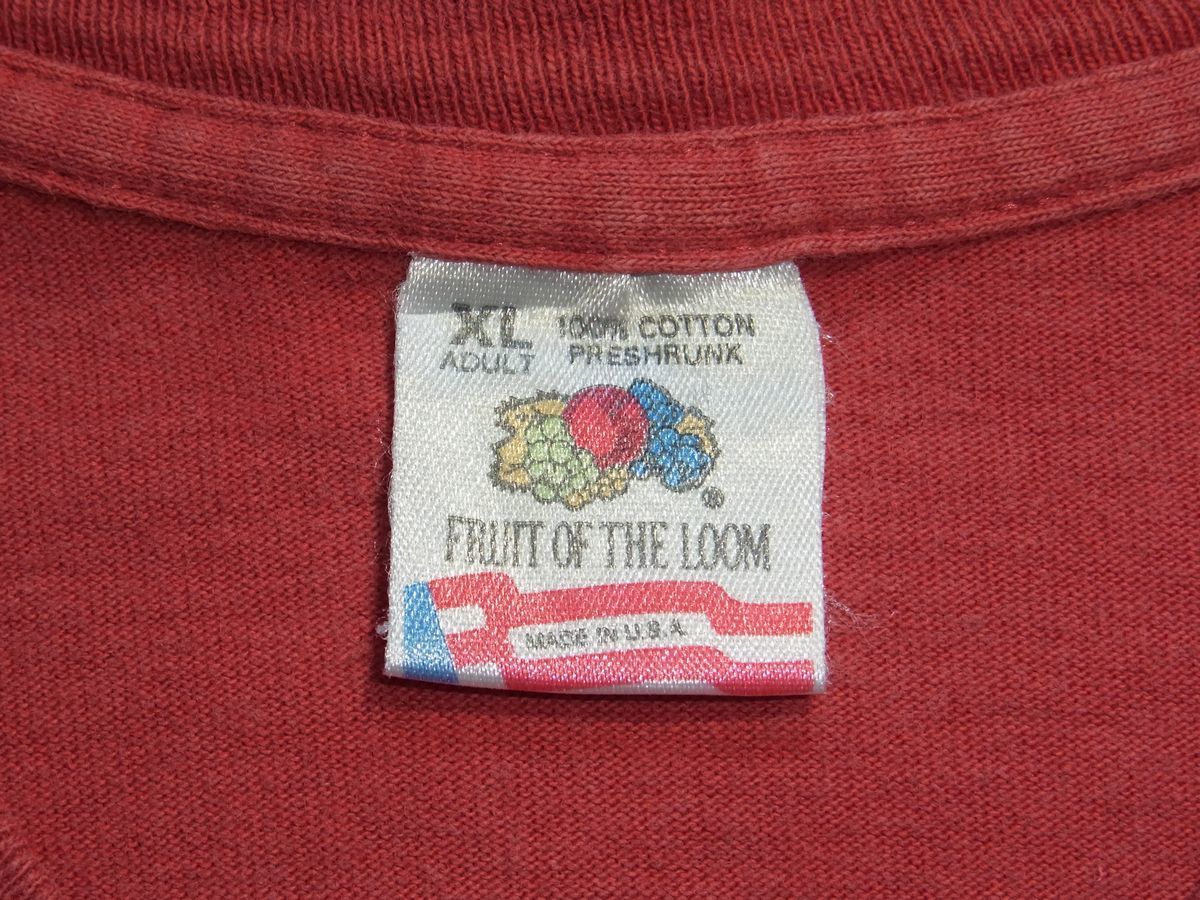 XL 100% COTTON
ADULT PRESHRUNK
®
FRUIT OF THE LOOM
MADE IN U.S.A.